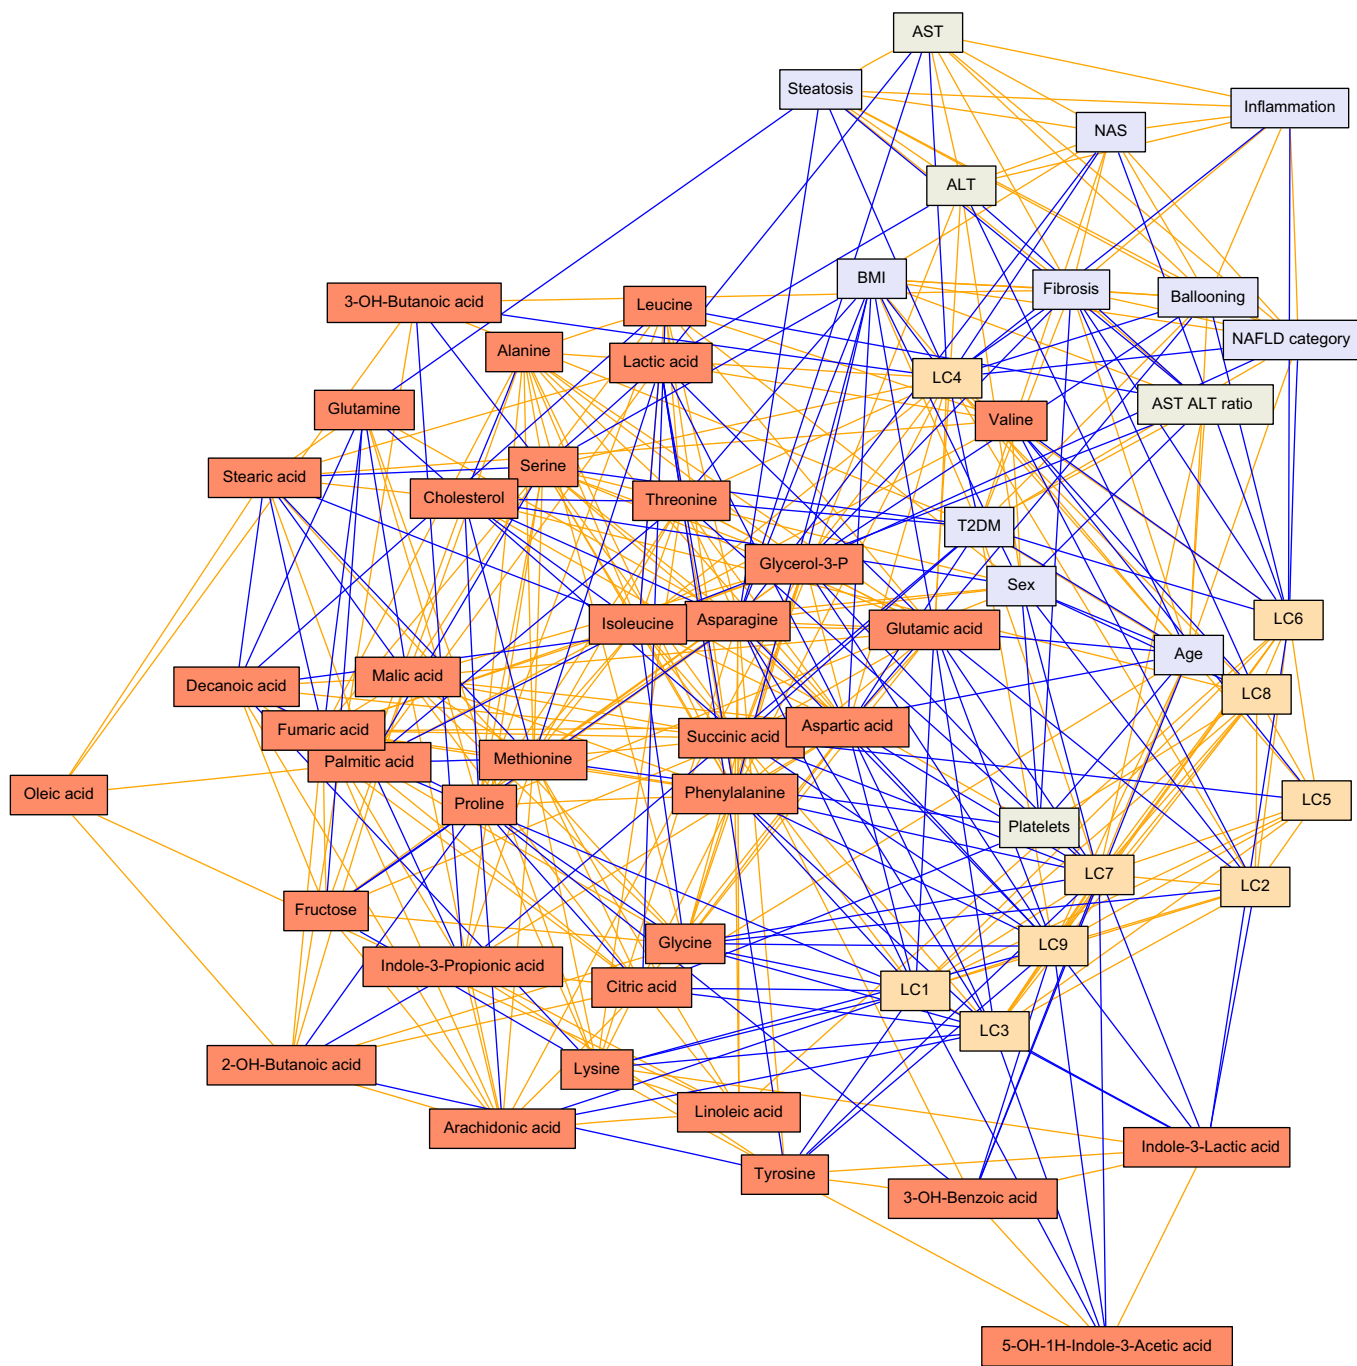 AST
Steatosis
Inflammation
NAS
ALT
BMI
Fibrosis
Ballooning
3-OH-Butanoic acid
Leucine
NAFLD category
Alanine
Lactic acid
LC4
AST ALT ratio
Glutamine
Valine
Serine
Stearic acid
Cholesterol
Threonine
T2DM
Glycerol-3-P
Sex
Isoleucine
Asparagine
Glutamic acid
LC6
Age
Decanoic acid
Malic acid
LC8
Fumaric acid
Succinic acid
Aspartic acid
Palmitic acid
Methionine
Oleic acid
Proline
Phenylalanine
LC5
Platelets
LC7
LC2
Fructose
Glycine
LC9
Indole-3-Propionic acid
Citric acid
LC1
LC3
2-OH-Butanoic acid
Lysine
Linoleic acid
Arachidonic acid
Indole-3-Lactic acid
Tyrosine
3-OH-Benzoic acid
5-OH-1H-Indole-3-Acetic acid